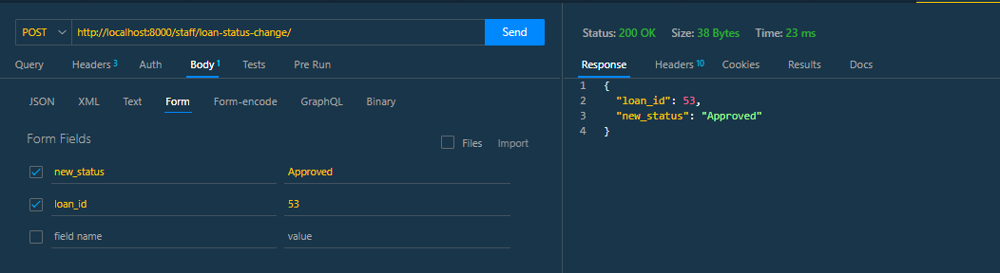 POST http://localhost:8000/staff/loan-status-change/ Send
Query Headers 3 Auth Body 1 Tests Pre Run
JSON XML Text Form Form-encode GraphQL Binary
Form Fields
Files Import
new_status Approved
loan_id 53
field name value
Status: 200 OK Size: 38 Bytes Time: 23 ms
Response Headers 10 Cookies Results Docs
1 {
2 "loan_id": 53,
3 "new_status": "Approved"
4 }